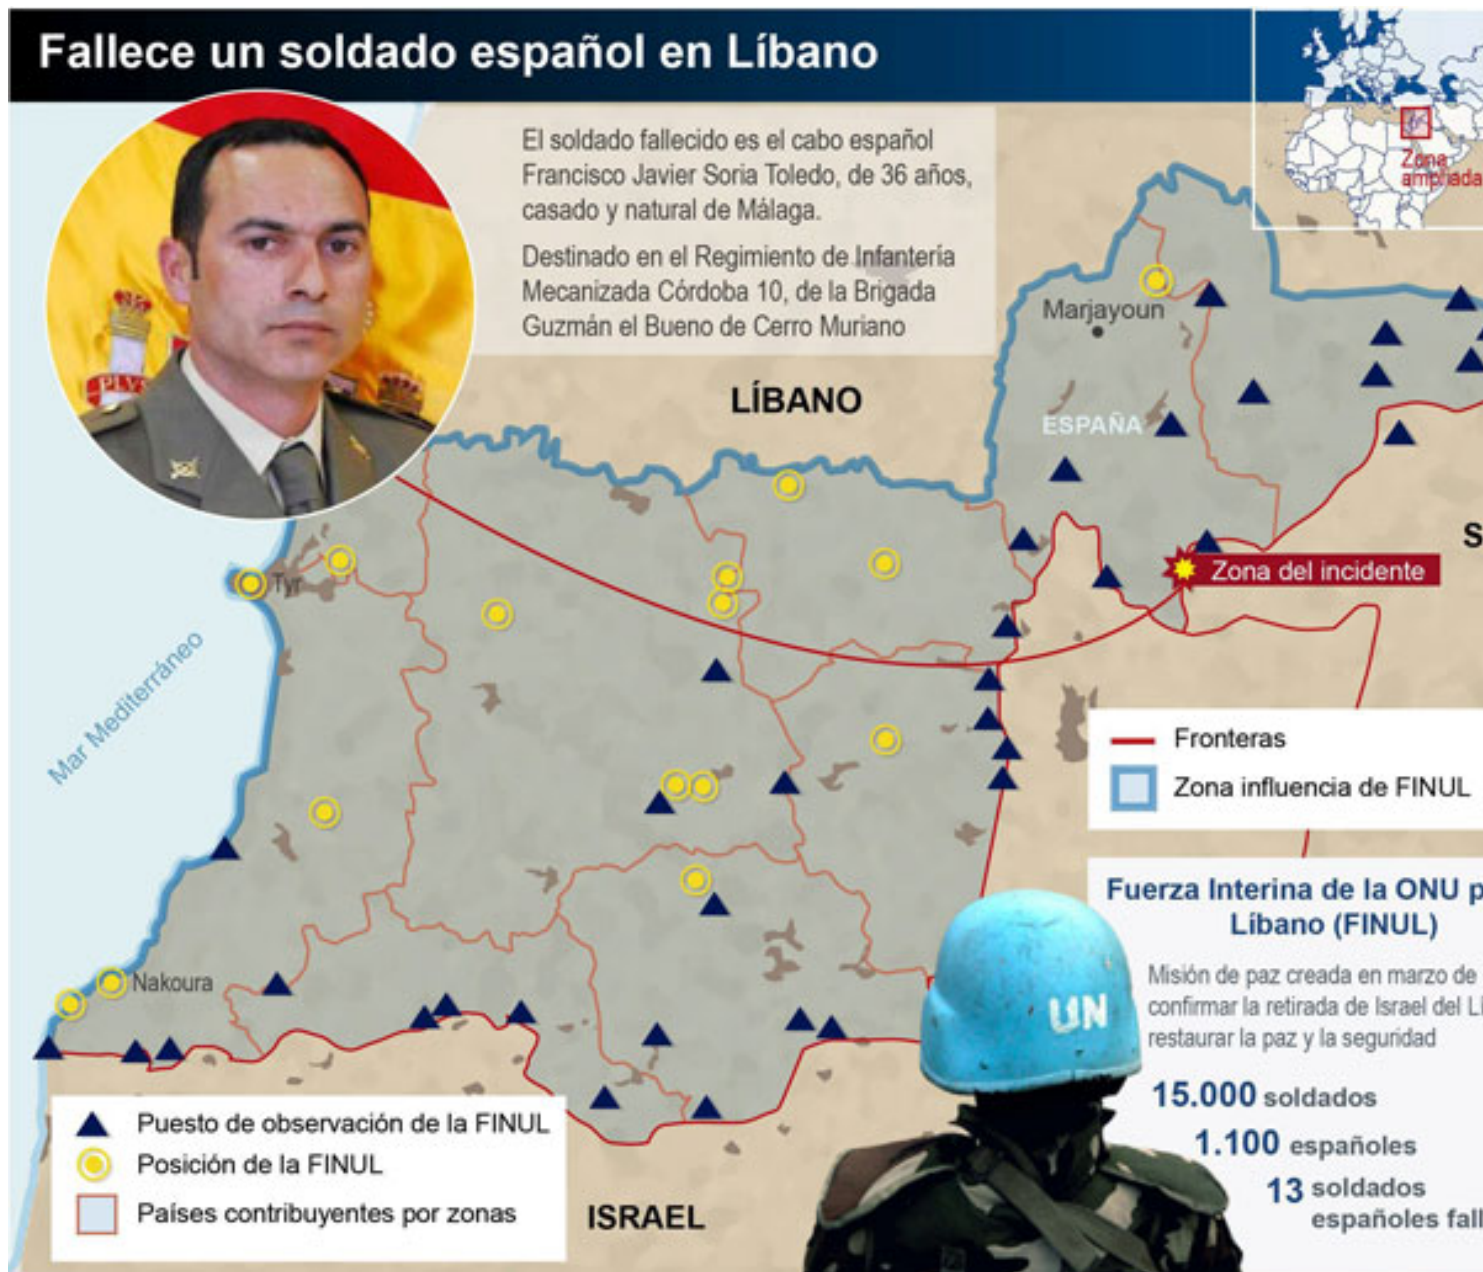 Fallece un soldado español en Líbano
Zona
ampliada
El soldado fallecido es el cabo español
Francisco Javier Soria Toledo, de 36 años,
casado y natural de Málaga.
Destinado en el Regimiento de Infantería
Mecanizada Córdoba 10, de la Brigada
Guzmán el Bueno de Cerro Muriano
PLVS
Marjayoun
LÍBANO
ESPAÑA
S
Zona del incidente
Tyr
Mar Mediterráneo
Fronteras
Zona influencia de FINUL
Nakoura
Fuerza Interina de la ONU p
Líbano (FINUL)
Misión de paz creada en marzo de
confirmar la retirada de Israel del Lí
restaurar la paz y la seguridad
UN
15.000 soldados
1.100 españoles
13 soldados
españoles fall
Puesto de observación de la FINUL
Posición de la FINUL
Países contribuyentes por zonas
ISRAEL